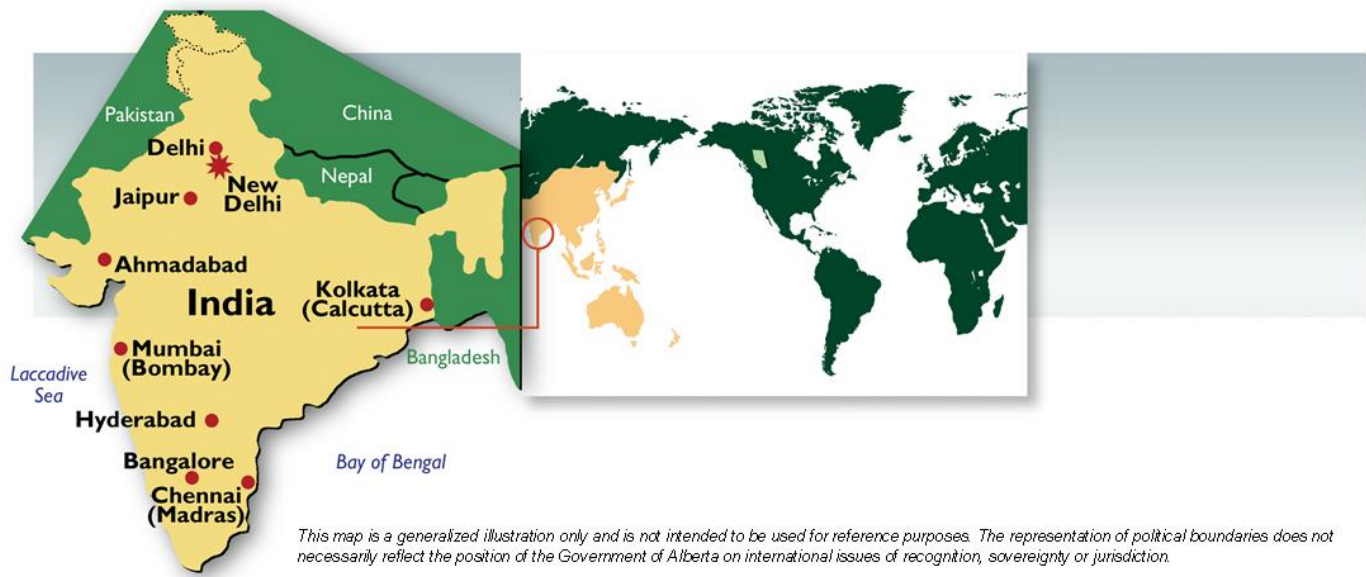 Pakistan
China
Delhi
Nepal
New
Delhi
Jaipur
Ahmadabad
India
Kolkata
(Calcutta)
Mumbai
(Bombay)
Bangladesh
Laccadive
Sea
Hyderabad
Bangalore
Bay of Bengal
Chennai
(Madras)
This map is a generalized illustration only and is not intended to be used for reference purposes. The representation of political boundaries does not
necessarily reflect the position of the Government of Alberta on international issues of recognition, sovereignty or jurisdiction.